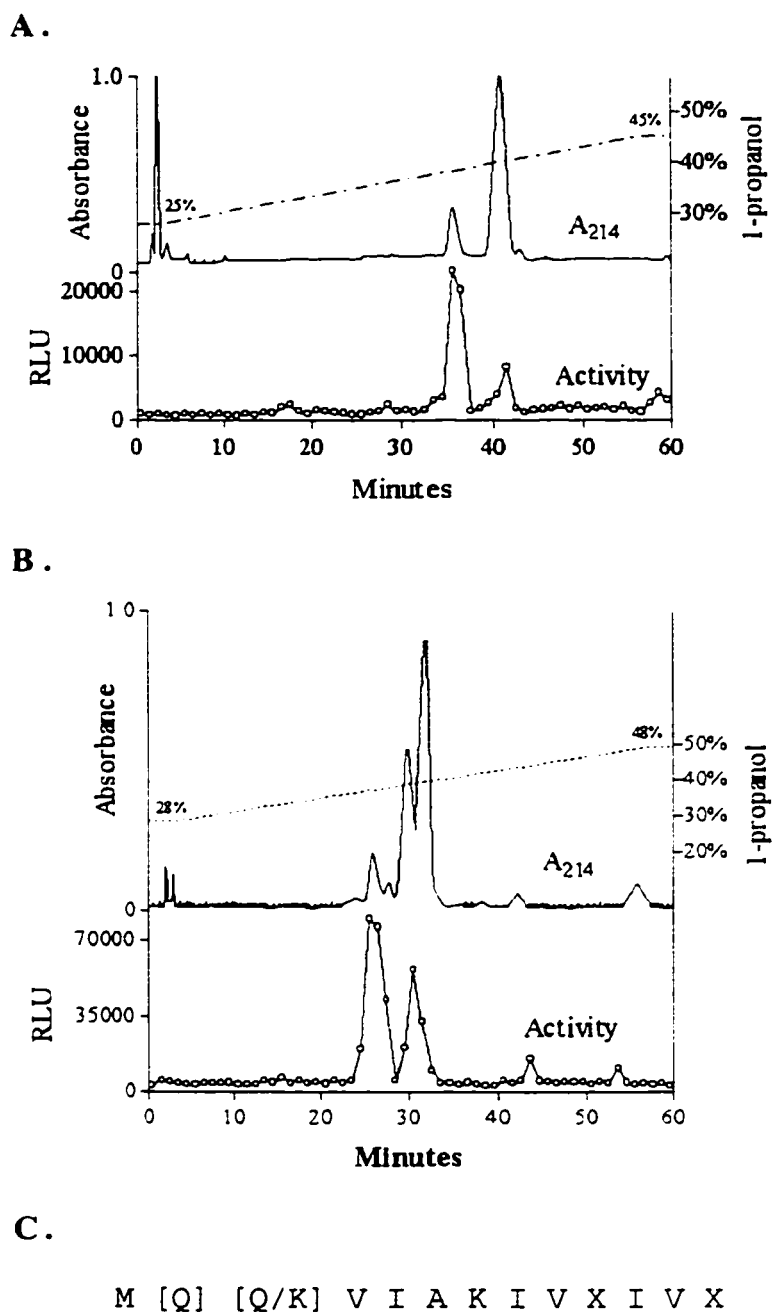 A.
1.0
Absorbance
0
25%
45%
A214
50%
40%
30%
1-propanol
20000
10000
0
RLU
Activity
0 10 20 30 40 50 60
Minutes
B.
1 0
Absorbance
0
28%
48%
A214
50%
40%
30%
20%
1-propanol
70000
35000
0
RLU
Activity
0 10 20 30 40 50 60
Minutes
C.
M [Q] [Q/K] V I A K I V X I V X